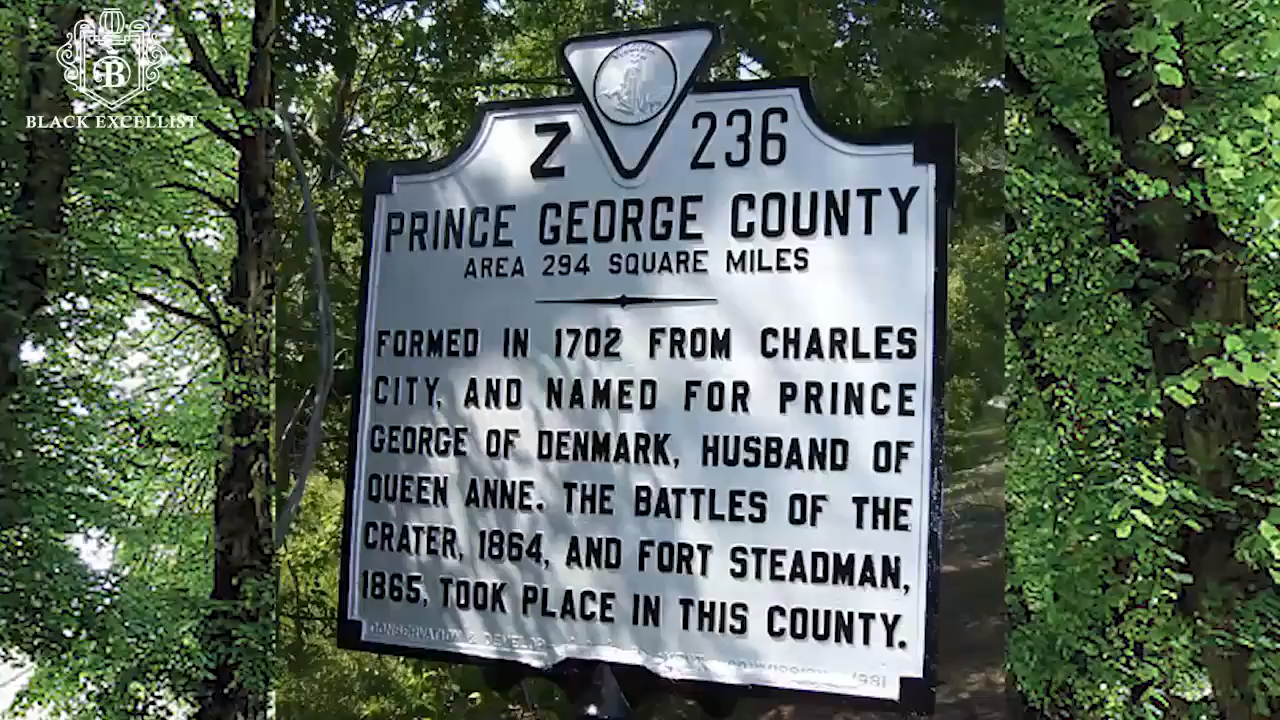 B
BLACK EXCELLIST
VIRGINIA
Z 236
PRINCE GEORGE COUNTY
AREA 294 SQUARE MILES
FORMED IN 1702 FROM CHARLES
CITY, AND NAMED FOR PRINCE
GEORGE OF DENMARK, HUSBAND OF
QUEEN ANNE. THE BATTLES OF THE
CRATER, 1864, AND FORT STEADMAN,
1865, TOOK PLACE IN THIS COUNTY.
CONSERVATION & 1981